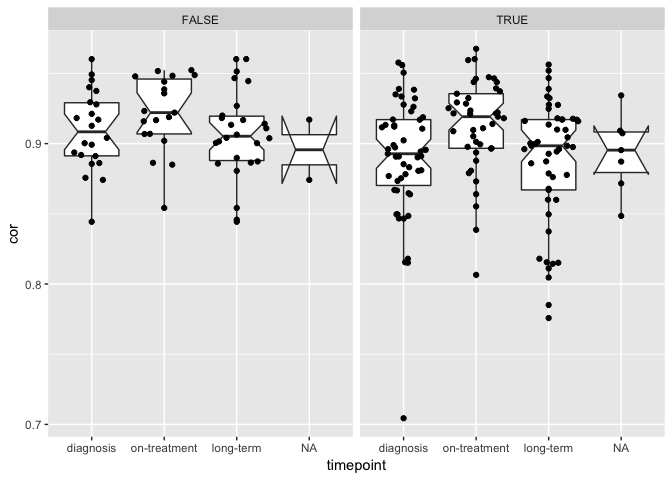 FALSE TRUE
cor
0.9
0.8
0.7
diagnosis on-treatment long-term NA diagnosis on-treatment long-term NA
timepoint